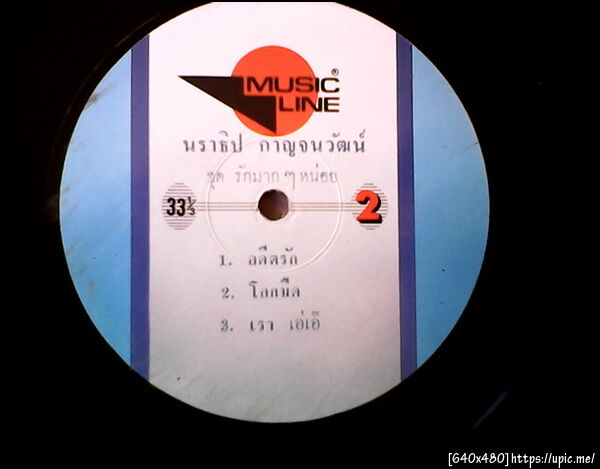 MUSIC®
LINE
นราธิป กาญจนวัฒน์
ชุด รักมาก ๆ หน่อย
33⅓
2
1. อดีตรัก
2. โลกมืด
3. เรา เอ๋เอ๊
[640x480]https://upic.me/